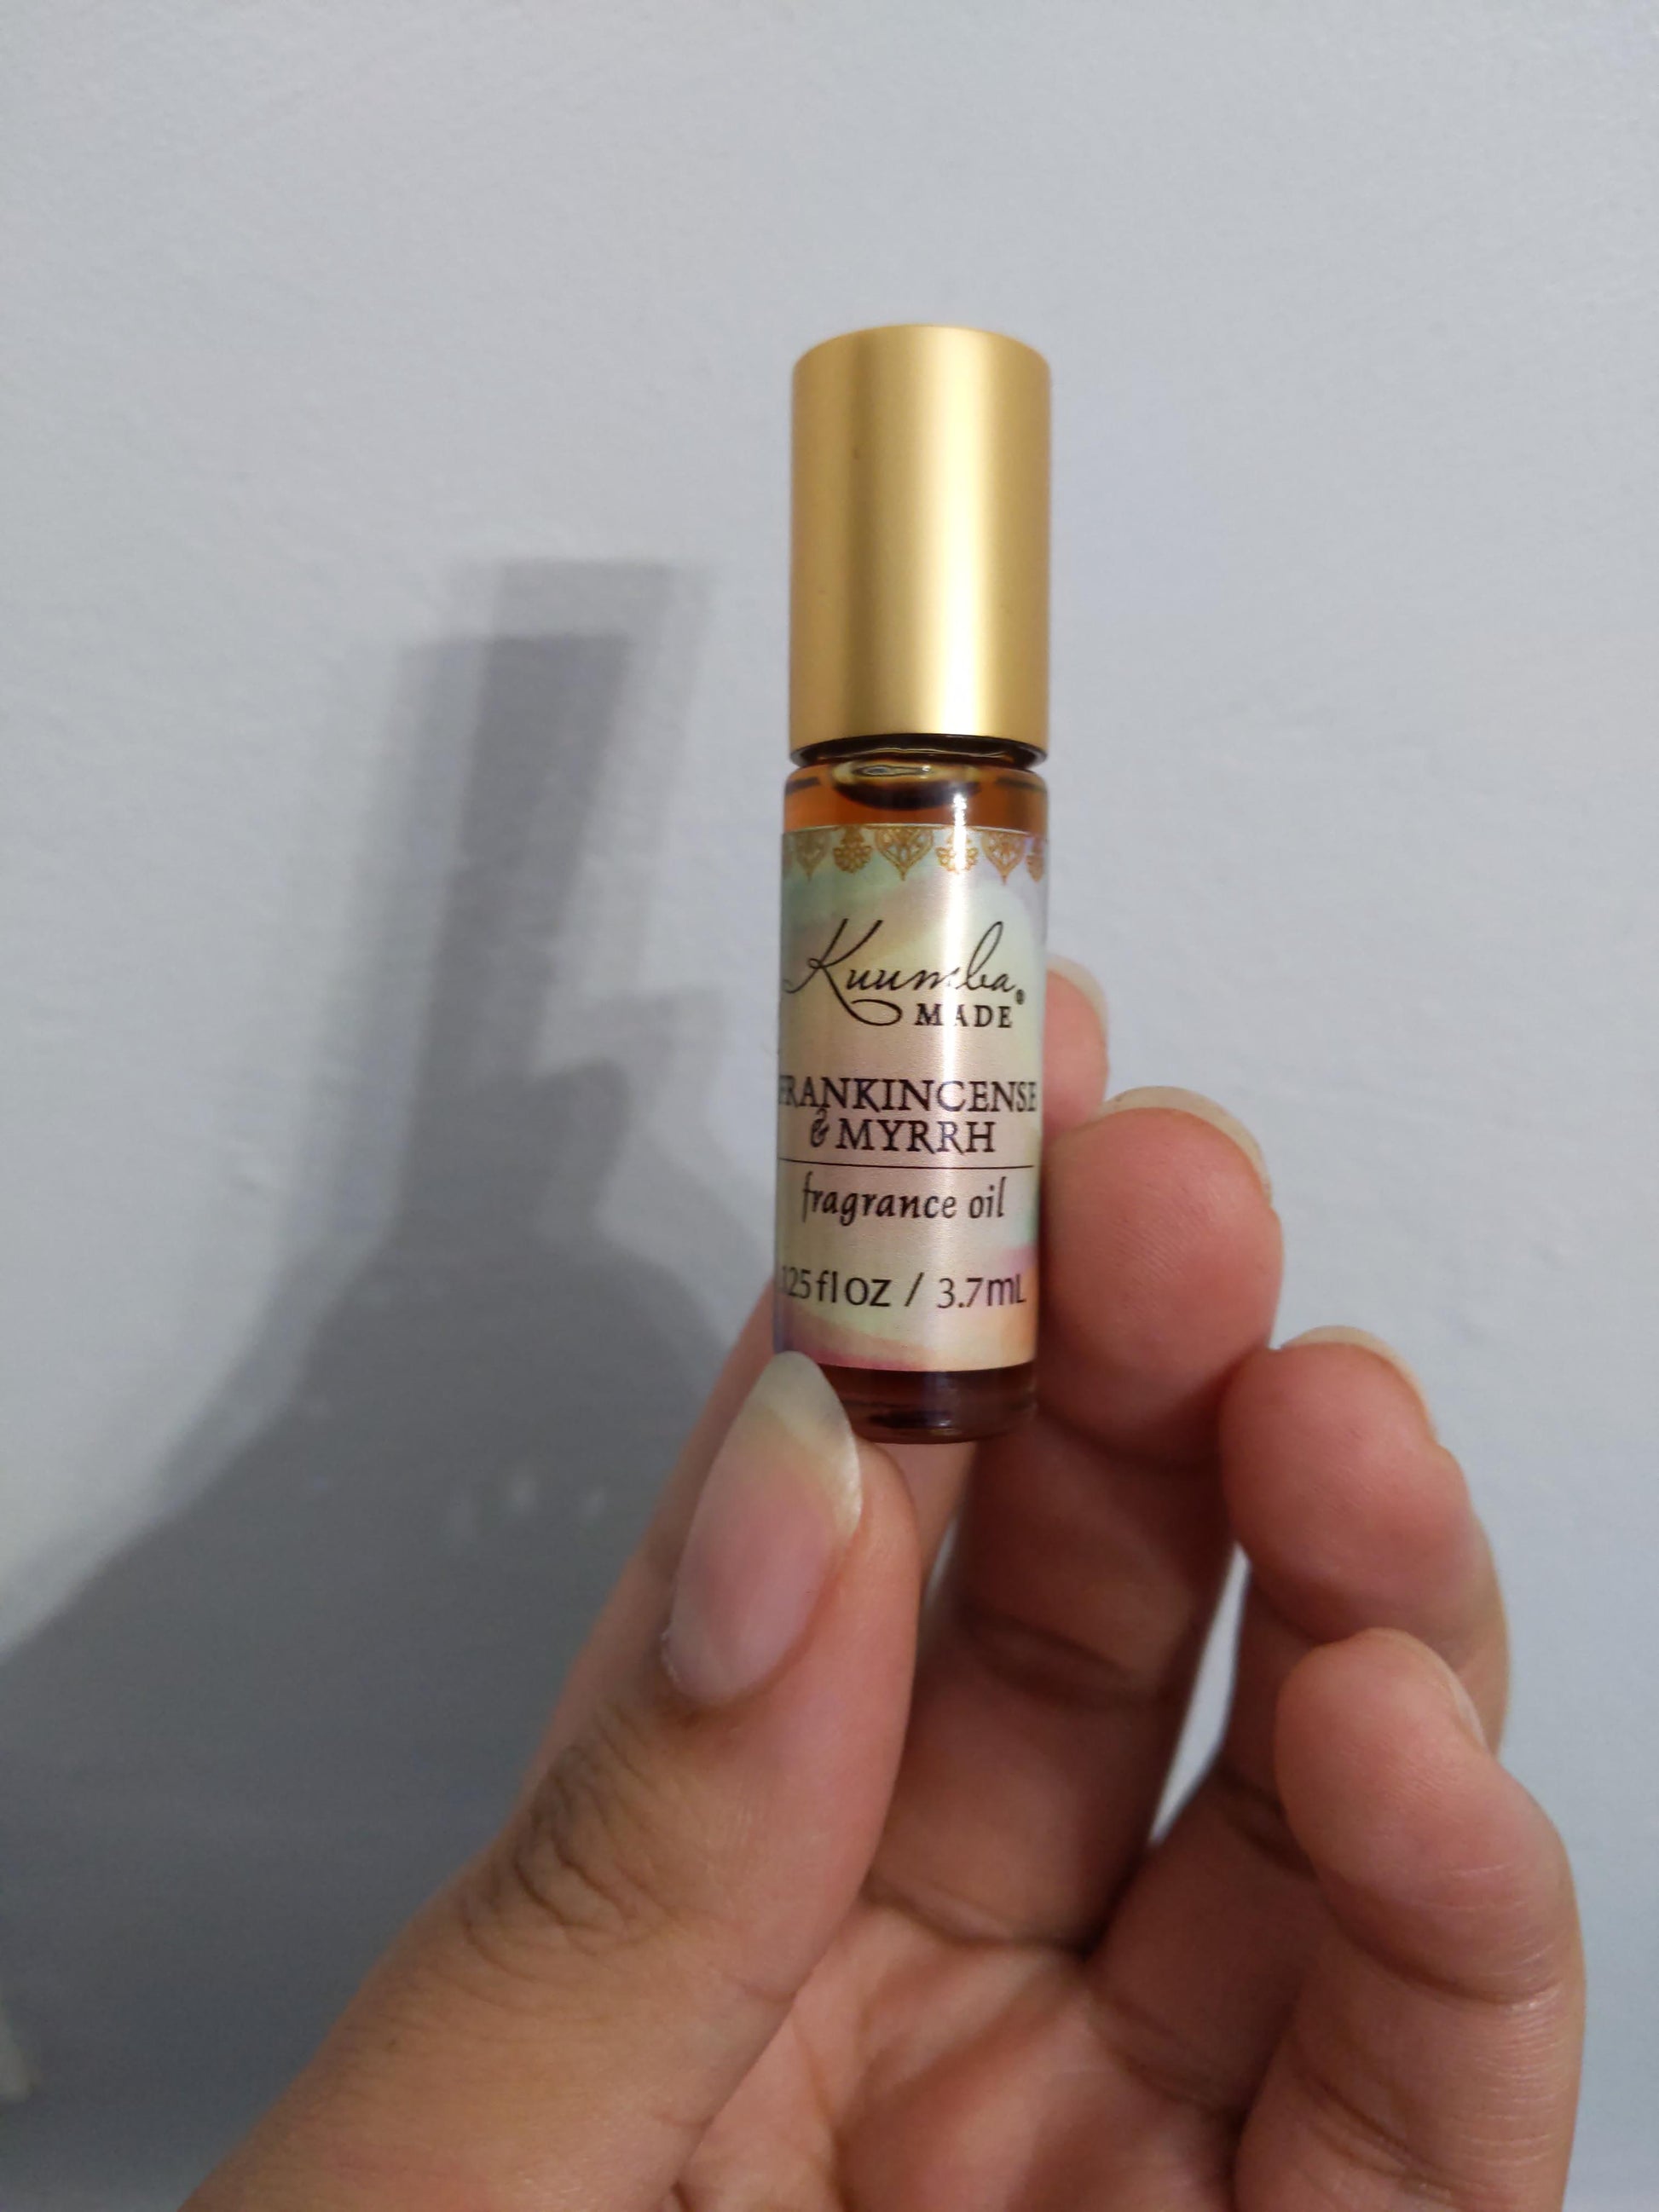 Kuumba®
MADE
FRANKINCENSE
& MYRRH
fragrance oil
.125 fl oz / 3.7mL